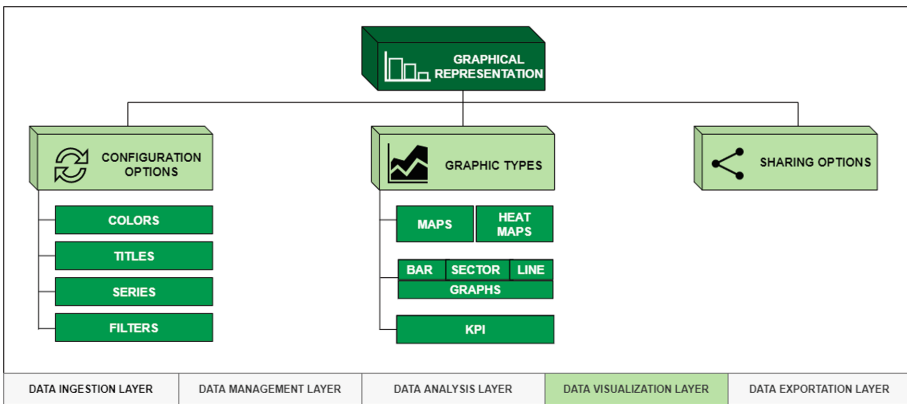 GRAPHICAL
REPRESENTATION
CONFIGURATION
OPTIONS
GRAPHIC TYPES
SHARING OPTIONS
COLORS
TITLES
SERIES
FILTERS
MAPS
HEAT
MAPS
BAR SECTOR LINE
GRAPHS
KPI
DATA INGESTION LAYER DATA MANAGEMENT LAYER DATA ANALYSIS LAYER DATA VISUALIZATION LAYER DATA EXPORTATION LAYER